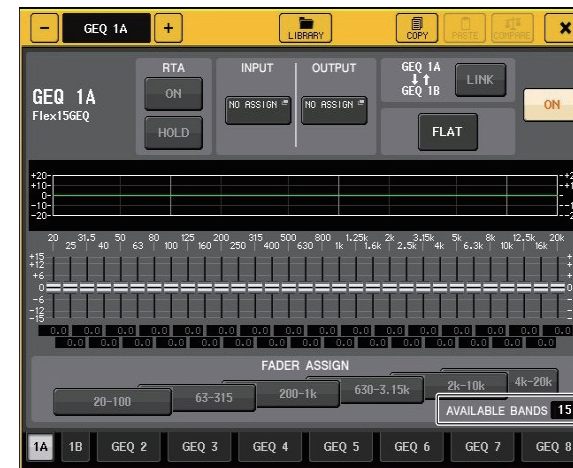 GEQ 1A
LIBRARY
COPY
PASTE
COMPARE
GEQ 1A
Flex15GEQ
RTA
ON
HOLD
INPUT
NO ASSIGN
OUTPUT
NO ASSIGN
GEQ 1A
GEQ 1B
LINK
FLAT
ON
+20
+10
0
-10
-20
20 31.5 50 80 125 200 315 500 800 1.25k 2k 3.15k 5k 8k 12.5k 20k
25 40 63 100 160 250 400 630 1k 1.6k 2.5k 4k 6.3k 10k 16k
+15
+12
+6
0
-6
-12
-15
0.0 0.0 0.0 0.0 0.0 0.0 0.0 0.0 0.0 0.0 0.0 0.0 0.0 0.0 0.0 0.0
0.0 0.0 0.0 0.0 0.0 0.0 0.0 0.0 0.0 0.0 0.0 0.0 0.0 0.0 0.0
FADER ASSIGN
20-100
63-315
200-1k
630-3.15k
2k-10k
4k-20k
AVAILABLE BANDS 15
1A 1B GEQ 2 GEQ 3 GEQ 4 GEQ 5 GEQ 6 GEQ 7 GEQ 8